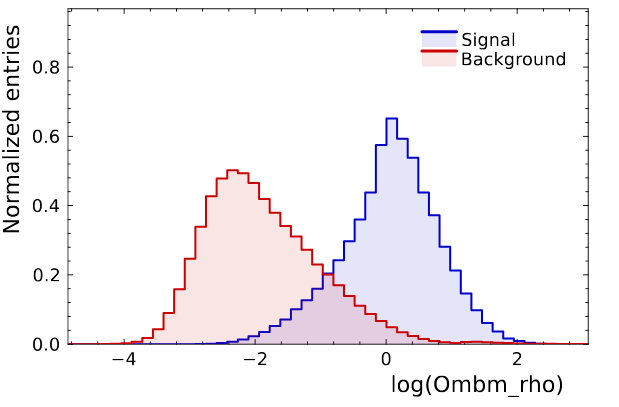 Normalized entries
0.8
0.6
0.4
0.2
0.0
Signal
Background
−4
−2
0
2
log(Ombm_rho)